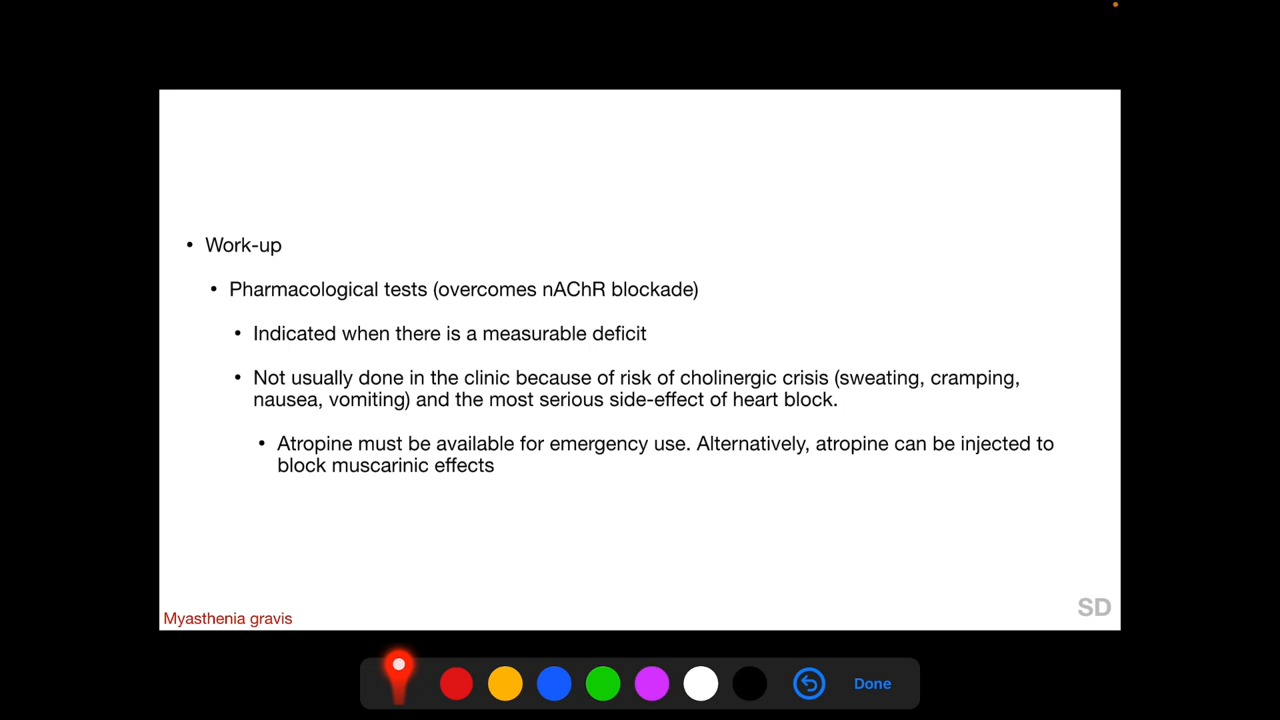 • Work-up
• Pharmacological tests (overcomes nAChR blockade)
• Indicated when there is a measurable deficit
• Not usually done in the clinic because of risk of cholinergic crisis (sweating, cramping,
nausea, vomiting) and the most serious side-effect of heart block.
• Atropine must be available for emergency use. Alternatively, atropine can be injected to
block muscarinic effects
SD
Myasthenia gravis
Done